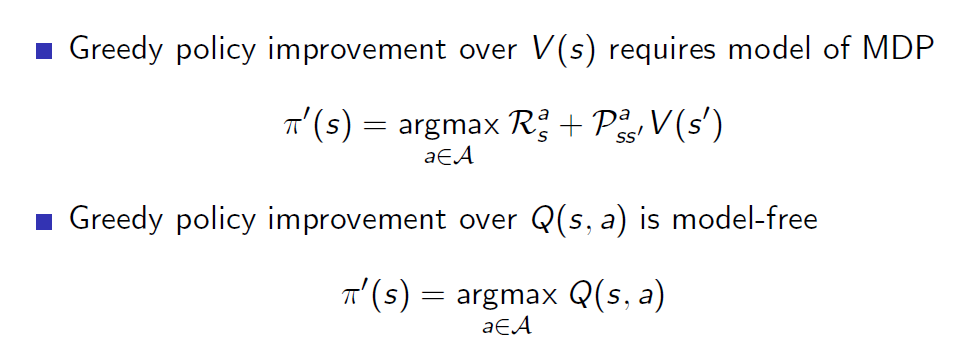 Greedy policy improvement over V(s) requires model of MDP
π′(s) = argmax R^a_s + P^a_ss′ V(s′)
a∈A
Greedy policy improvement over Q(s, a) is model-free
π′(s) = argmax Q(s, a)
a∈A